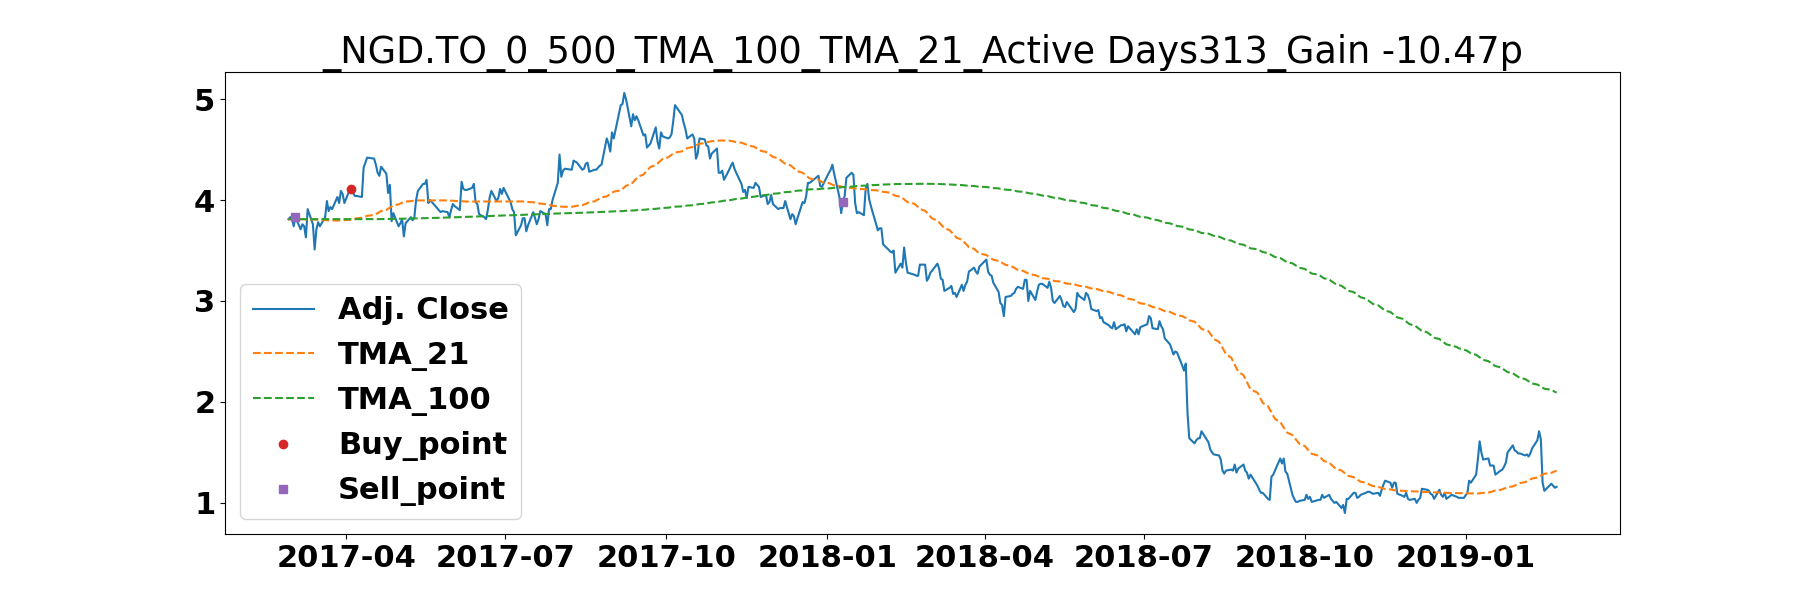 _NGD.TO_0_500_TMA_100_TMA_21_Active Days313_Gain -10.47p
5
4
3
2
1
Adj. Close
TMA_21
TMA_100
Buy_point
Sell_point
2017-04 2017-07 2017-10 2018-01 2018-04 2018-07 2018-10 2019-01